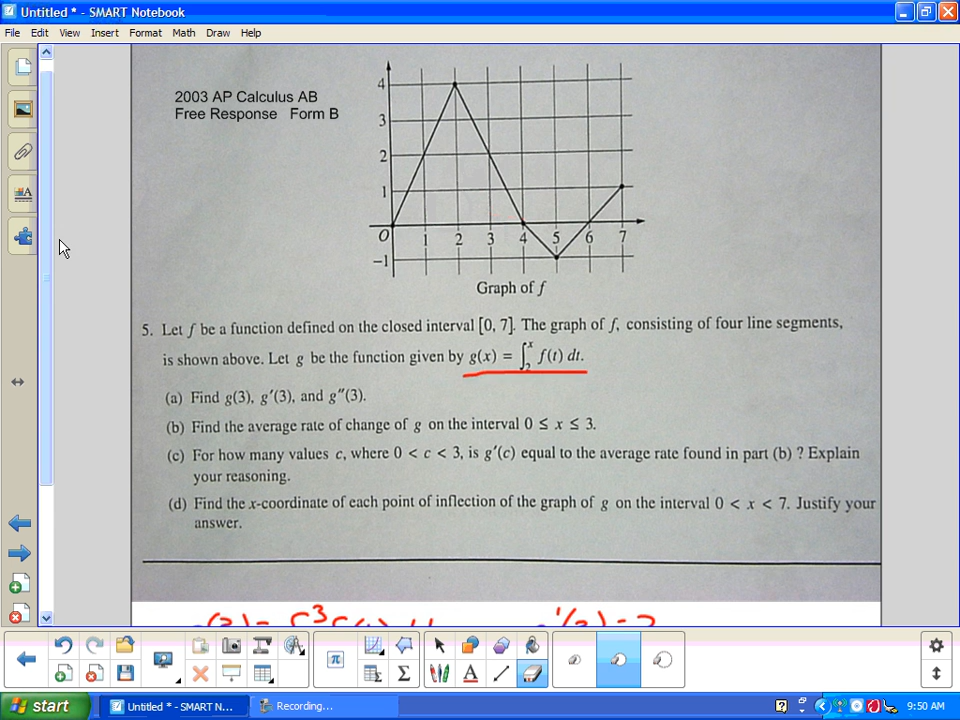 Untitled * - SMART Notebook
File Edit View Insert Format Math Draw Help
2003 AP Calculus AB
Free Response Form B
4
3
2
1
O 1 2 3 4 5 6 7
−1
Graph of f
5. Let f be a function defined on the closed interval [0, 7]. The graph of f, consisting of four line segments,
is shown above. Let g be the function given by g(x) = ∫₂ˣ f(t) dt.
(a) Find g(3), g′(3), and g″(3).
(b) Find the average rate of change of g on the interval 0 ≤ x ≤ 3.
(c) For how many values c, where 0 < c < 3, is g′(c) equal to the average rate found in part (b) ? Explain
your reasoning.
(d) Find the x-coordinate of each point of inflection of the graph of g on the interval 0 < x < 7. Justify your
answer.
π Σ A
start Untitled * - SMART N... Recording... 9:50 AM